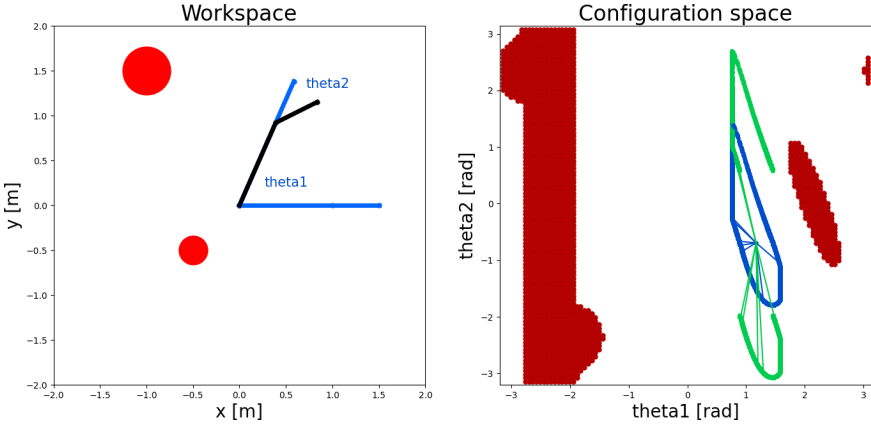 Workspace
2.0
1.5
1.0
0.5
0.0
−0.5
−1.0
−1.5
−2.0
y [m]
theta2
theta1
−2.0 −1.5 −1.0 −0.5 0.0 0.5 1.0 1.5 2.0
x [m]
Configuration space
3
2
1
0
−1
−2
−3
theta2 [rad]
−3 −2 −1 0 1 2 3
theta1 [rad]